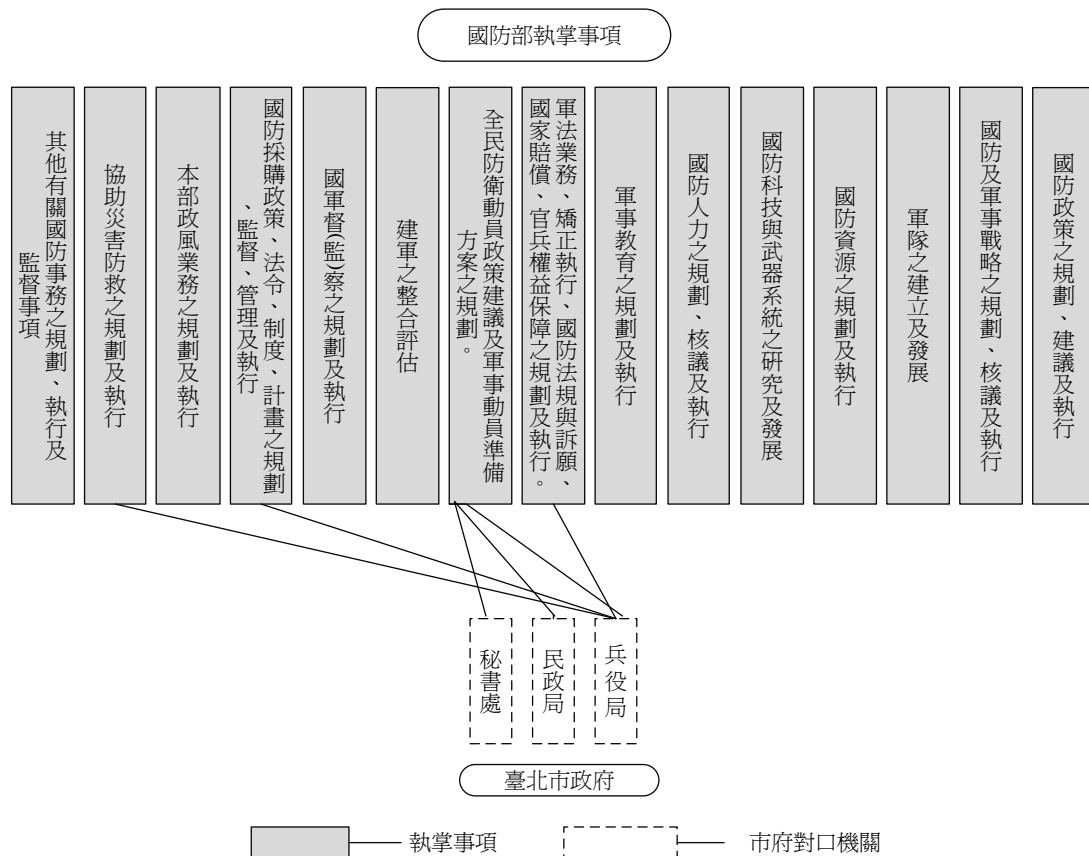 國防部執掌事項
國防政策之規劃、建議及執行
國防及軍事戰略之規劃、核議及執行
軍隊之建立及發展
國防資源之規劃及執行
國防科技與武器系統之研究及發展
國防人力之規劃、核議及執行
軍事教育之規劃及執行
軍法業務、矯正執行、國防法規與訴願、
國家賠償、官兵權益保障之規劃及執行。
全民防衛動員政策建議及軍事動員準備
方案之規劃。
建軍之整合評估
國軍督(監)察之規劃及執行
國防採購政策、法令、制度、計畫之規劃
、監督、管理及執行
本部政風業務之規劃及執行
協助災害防救之規劃及執行
其他有關國防事務之規劃、執行及
監督事項
兵役局
民政局
秘書處
臺北市政府
執掌事項
市府對口機關